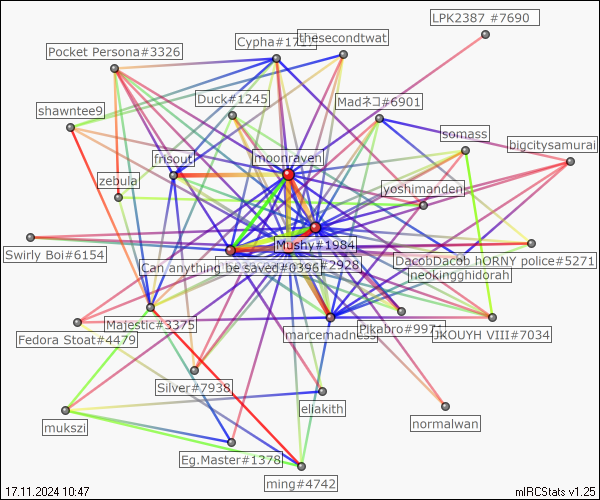 LPK2387 #7690
thesecondtwat
Cypha#1717
Pocket Persona#3326
Duck#1245
Madネコ#6901
shawntee9
somass
bigcitysamurai
frisout
moonraven
zebula
yoshimanden
Mushy#1984
Swirly Boi#6154
Can anything be saved#0396
#2928
DacobDacob hORNY police#5271
neokingghidorah
Majestic#3375
marcemadness
Pikabro#9971
JKOUYH VIII#7034
Fedora Stoat#4479
Silver#7938
eliakith
mukszi
normalwan
Eg.Master#1378
ming#4742
17.11.2024 10:47
mIRCStats v1.25